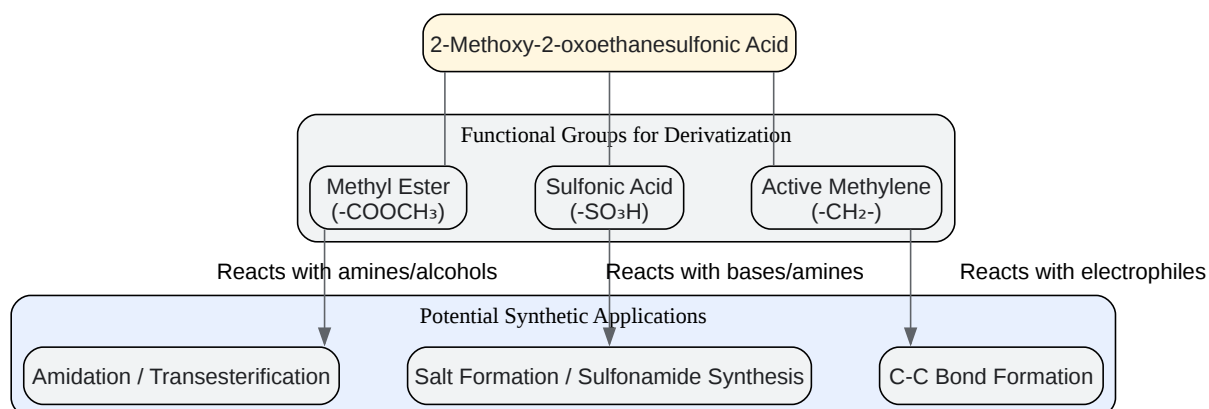 2-Methoxy-2-oxoethanesulfonic Acid
Functional Groups for Derivatization
Methyl Ester
(-COOCH₃)
Sulfonic Acid
(-SO₃H)
Active Methylene
(-CH₂-)
Reacts with amines/alcohols
Reacts with bases/amines
Reacts with electrophiles
Potential Synthetic Applications
Amidation / Transesterification
Salt Formation / Sulfonamide Synthesis
C-C Bond Formation